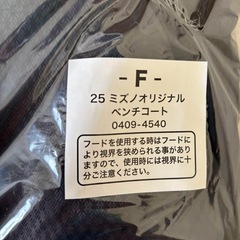 - F -
25 ミズノオリジナル
ベンチコート
0409-4540
フードを使用する時はフードに
より視界を狭められる事があり
ますので、使用時には視界に十
分ご注意ください。